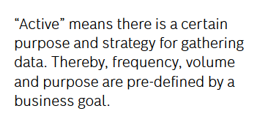 “Active” means there is a certain
purpose and strategy for gathering
data. Thereby, frequency, volume
and purpose are pre-defined by a
business goal.